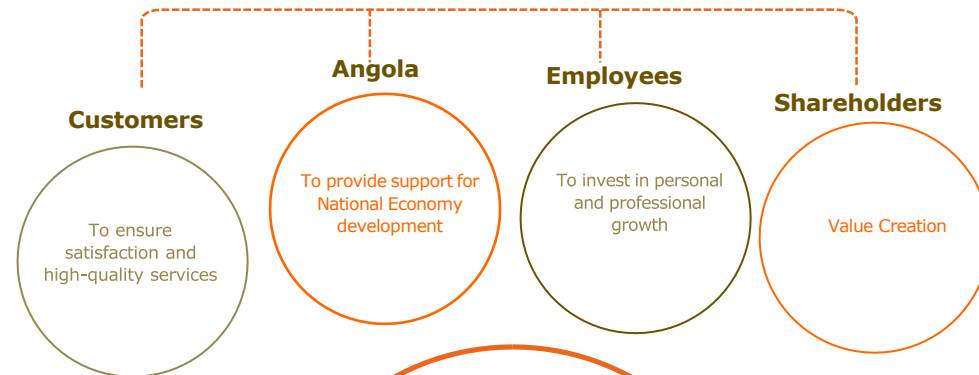 Customers
To ensure
satisfaction and
high-quality services
Angola
To provide support for
National Economy
development
Employees
To invest in personal
and professional
growth
Shareholders
Value Creation